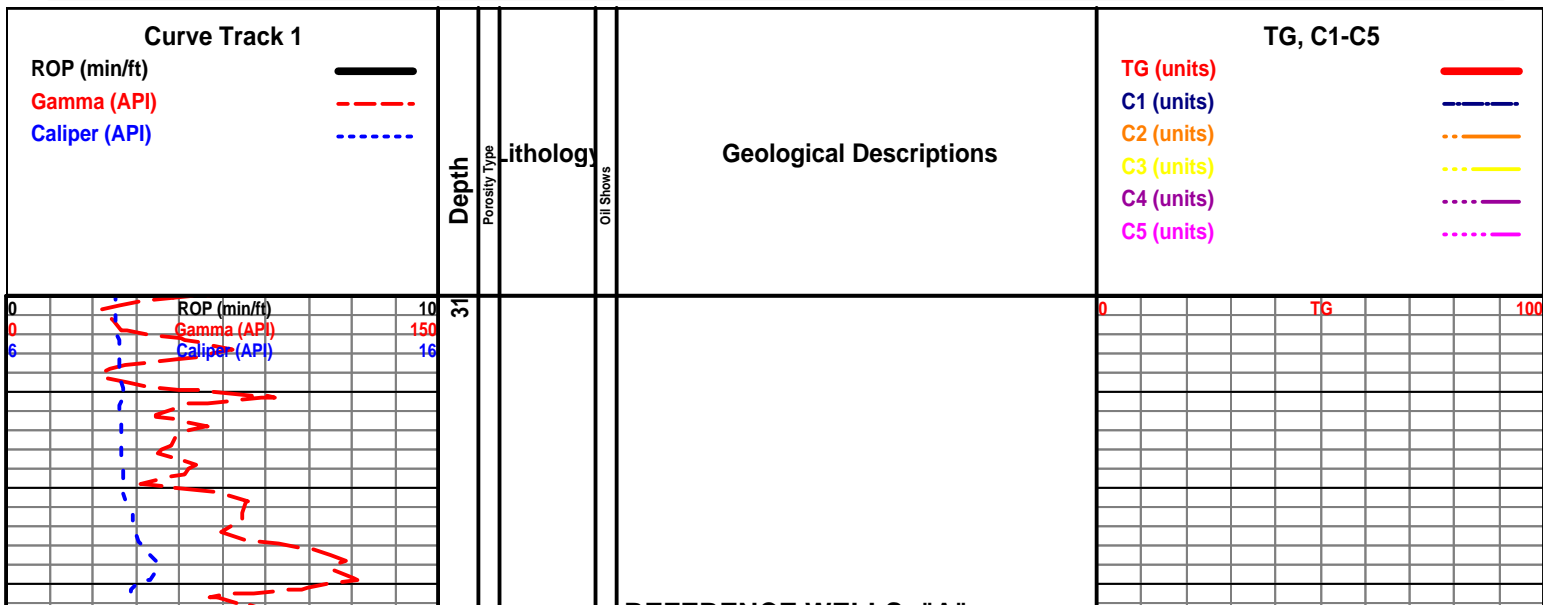 Curve Track 1
ROP (min/ft)
Gamma (API)
Caliper (API)
Depth
Porosity Type
Lithology
Oil Shows
Geological Descriptions
TG, C1-C5
TG (units)
C1 (units)
C2 (units)
C3 (units)
C4 (units)
C5 (units)
0 ROP (min/ft) 10
0 Gamma (API) 150
6 Caliper (API) 16
31
0 TG 100
REFERENCE WELLS: "A"